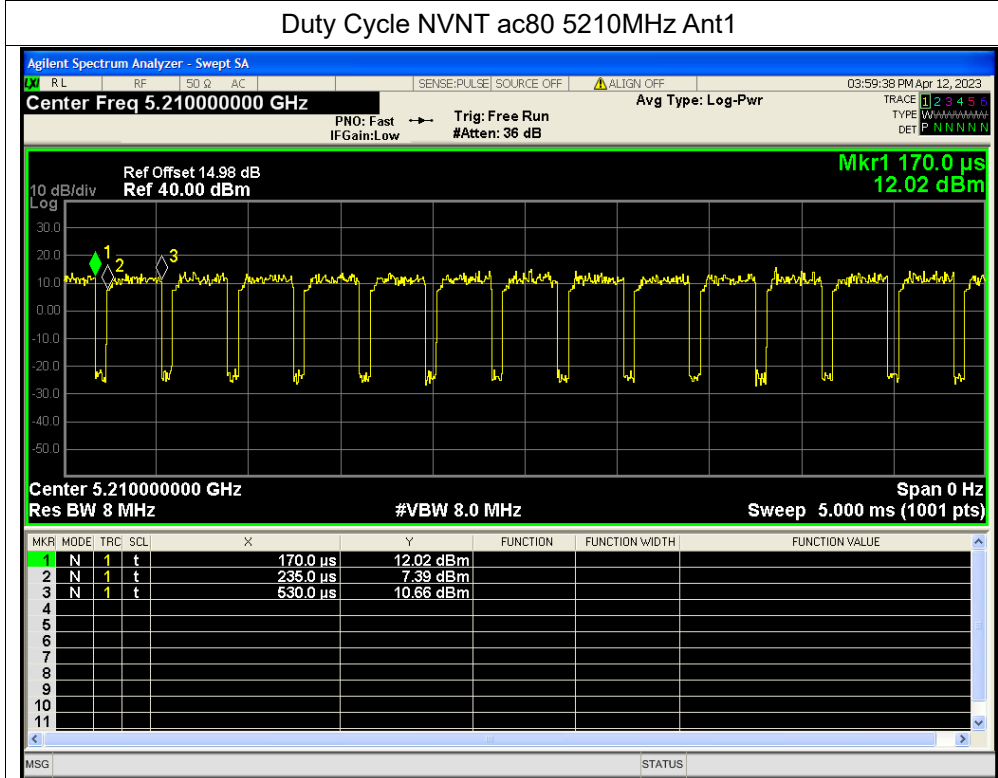 Duty Cycle NVNT ac80 5210MHz Ant1
Agilent Spectrum Analyzer - Swept SA
LXI RL RF 50 Ω AC SENSE:PULSE SOURCE OFF ALIGN OFF 03:59:38 PM Apr 12, 2023
Center Freq 5.210000000 GHz Avg Type: Log-Pwr TRACE 1 2 3 4 5 6
PNO: Fast Trig: Free Run TYPE WWWWWW
IFGain:Low #Atten: 36 dB DET P N N N N N
Mkr1 170.0 µs
Ref Offset 14.98 dB 12.02 dBm
10 dB/div Ref 40.00 dBm
Log
30.0
20.0
10.0
0.00
-10.0
-20.0
-30.0
-40.0
-50.0
1
2
3
Center 5.210000000 GHz Span 0 Hz
Res BW 8 MHz #VBW 8.0 MHz Sweep 5.000 ms (1001 pts)
MKR MODE TRC SCL X Y FUNCTION FUNCTION WIDTH FUNCTION VALUE
1 N 1 t 170.0 µs 12.02 dBm
2 N 1 t 235.0 µs 7.39 dBm
3 N 1 t 530.0 µs 10.66 dBm
4
5
6
7
8
9
10
11
MSG STATUS